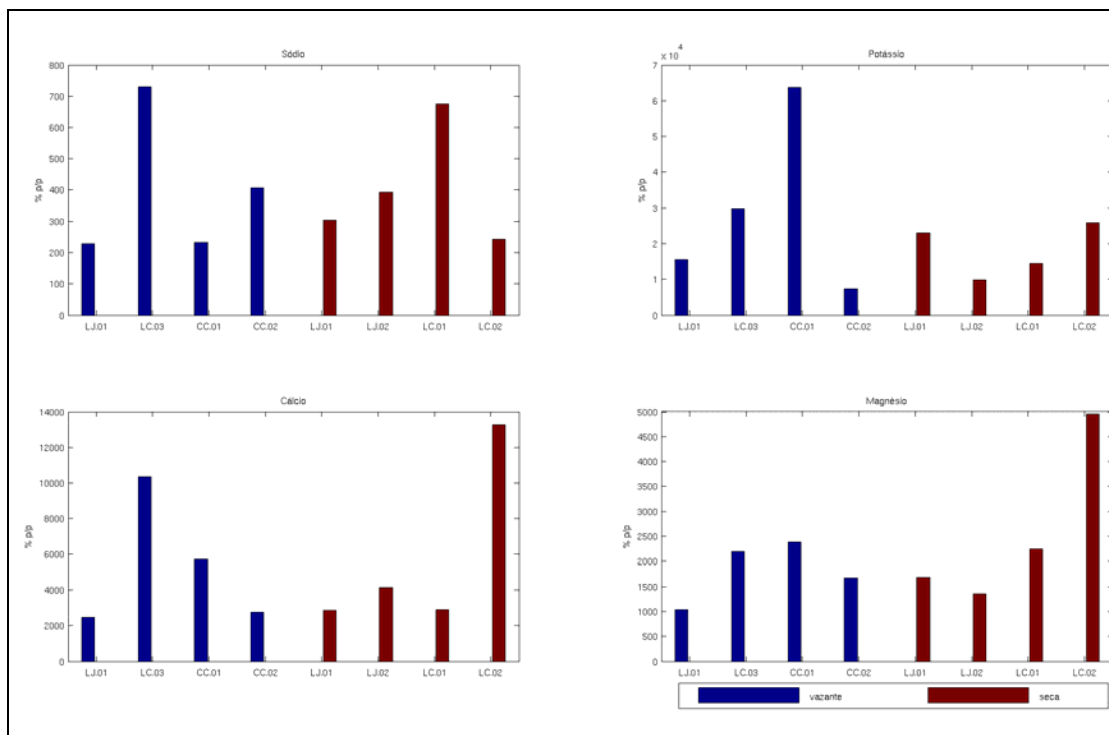 Sódio
800
700
600
500
400
300
200
100
0
% p/p
LJ.01 LC.03 CC.01 CC.02 LJ.01 LJ.02 LC.01 LC.02
Potássio
x 10 4
7
6
5
4
3
2
1
0
% p/p
LJ.01 LC.03 CC.01 CC.02 LJ.01 LJ.02 LC.01 LC.02
Cálcio
14000
12000
10000
8000
6000
4000
2000
0
% p/p
LJ.01 LC.03 CC.01 CC.02 LJ.01 LJ.02 LC.01 LC.02
Magnésio
5000
4500
4000
3500
3000
2500
2000
1500
1000
500
0
% p/p
LJ.01 LC.03 CC.01 CC.02 LJ.01 LJ.02 LC.01 LC.02
vazante seca